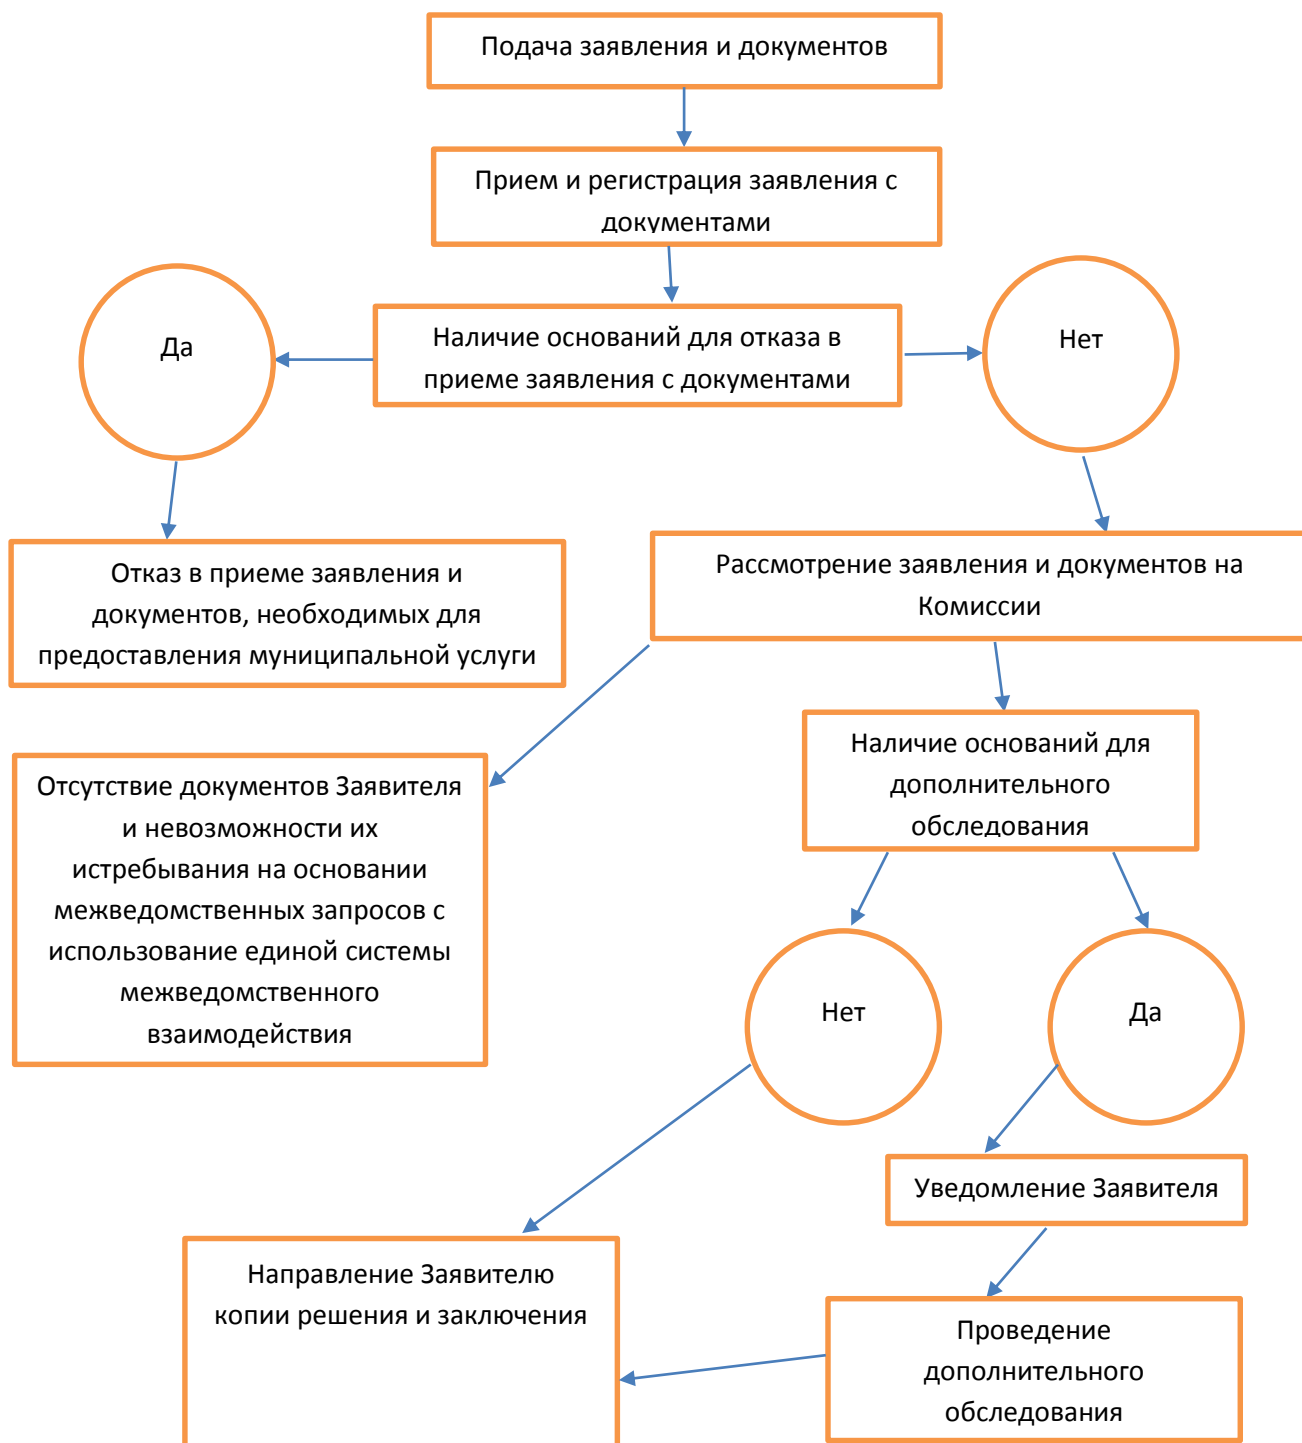 Подача заявления и документов
Прием и регистрация заявления с
документами
Да
Наличие оснований для отказа в
приеме заявления с документами
Нет
Отказ в приеме заявления и
документов, необходимых для
предоставления муниципальной услуги
Рассмотрение заявления и документов на
Комиссии
Отсутствие документов Заявителя
и невозможности их
истребывания на основании
межведомственных запросов с
использование единой системы
межведомственного
взаимодействия
Наличие оснований для
дополнительного
обследования
Нет
Да
Уведомление Заявителя
Направление Заявителю
копии решения и заключения
Проведение
дополнительного
обследования